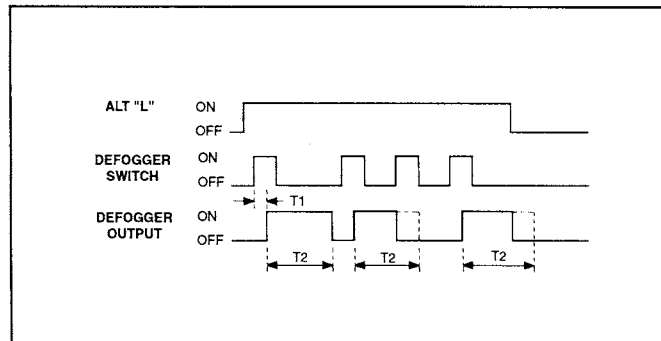 ALT "L" ON
OFF
DEFOGGER SWITCH ON
OFF
T1
DEFOGGER OUTPUT ON
OFF
T2 T2 T2